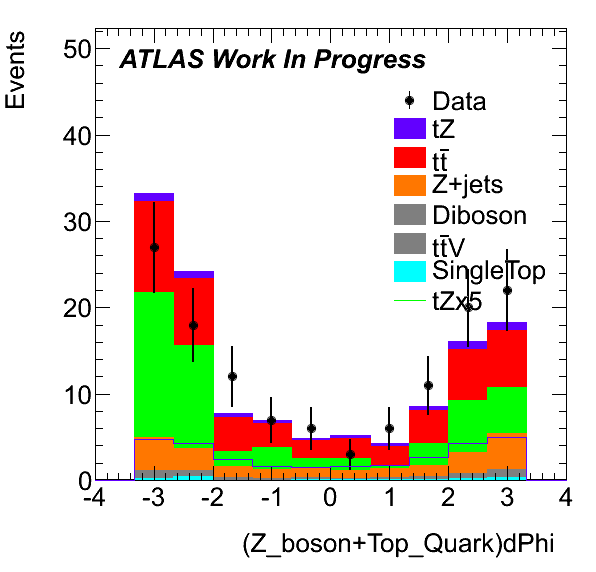 Events
ATLAS Work In Progress
Data
tZ
tt̄
Z+jets
Diboson
tt̄V
SingleTop
tZx5
50
40
30
20
10
0
-4 -3 -2 -1 0 1 2 3 4
(Z_boson+Top_Quark)dPhi